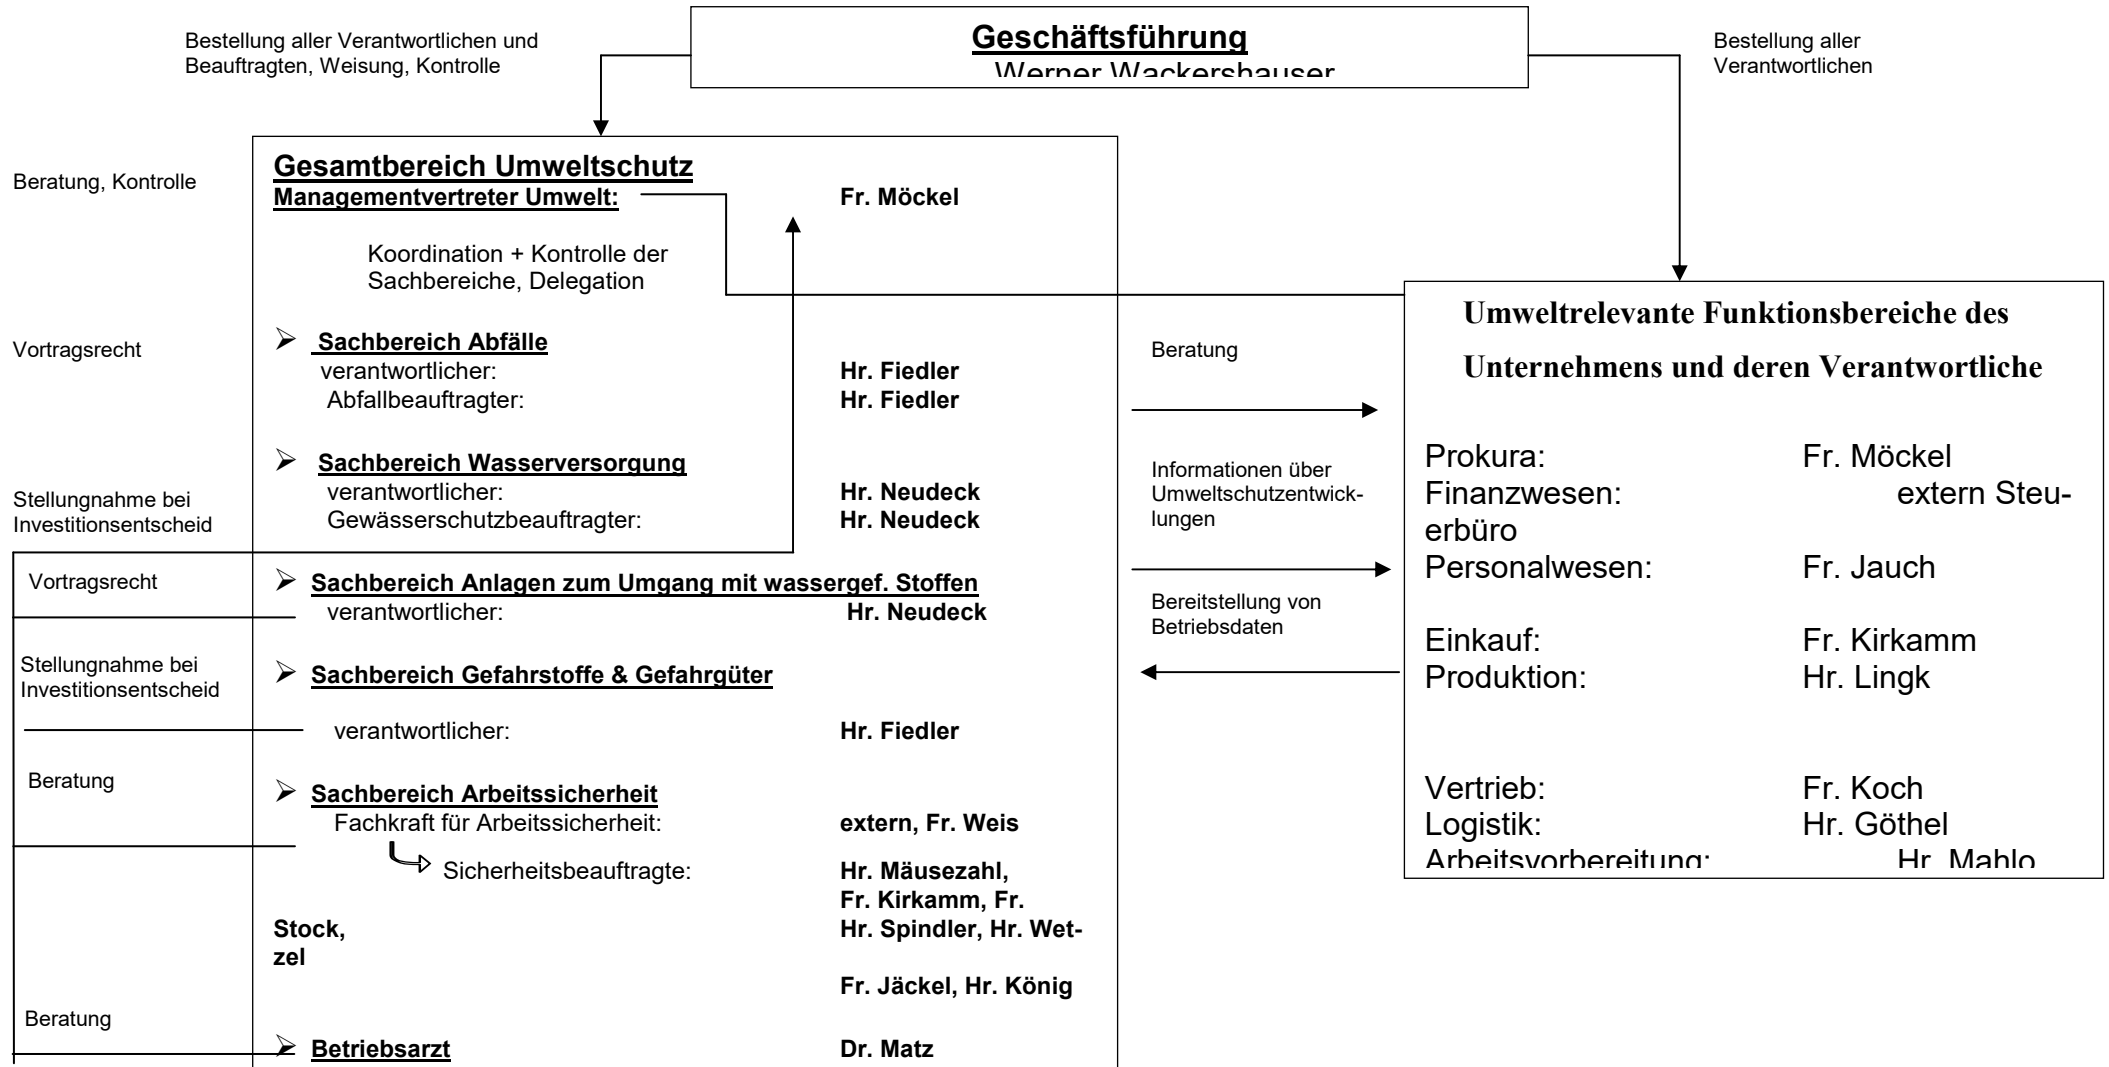 Bestellung aller Verantwortlichen und
Beauftragten, Weisung, Kontrolle
Geschäftsführung
Werner Wackershauser
Bestellung aller
Verantwortlichen
Beratung, Kontrolle
Gesamtbereich Umweltschutz
Managementvertreter Umwelt: Fr. Möckel
Koordination + Kontrolle der
Sachbereiche, Delegation
Vortragsrecht
Sachbereich Abfälle
verantwortlicher: Hr. Fiedler
Abfallbeauftragter: Hr. Fiedler
Sachbereich Wasserversorgung
verantwortlicher: Hr. Neudeck
Gewässerschutzbeauftragter: Hr. Neudeck
Stellungnahme bei
Investitionsentscheid
Vortragsrecht
Sachbereich Anlagen zum Umgang mit wassergef. Stoffen
verantwortlicher: Hr. Neudeck
Stellungnahme bei
Investitionsentscheid
Sachbereich Gefahrstoffe & Gefahrgüter
verantwortlicher: Hr. Fiedler
Beratung
Sachbereich Arbeitssicherheit
Fachkraft für Arbeitssicherheit: extern, Fr. Weis
Sicherheitsbeauftragte: Hr. Mäusezahl,
Fr. Kirkamm, Fr.
Stock, Hr. Spindler, Hr. Wet-
zel
Fr. Jäckel, Hr. König
Beratung
Betriebsarzt Dr. Matz
Beratung
Informationen über
Umweltschutzentwick-
lungen
Bereitstellung von
Betriebsdaten
Umweltrelevante Funktionsbereiche des
Unternehmens und deren Verantwortliche
Prokura: Fr. Möckel
Finanzwesen: extern Steu-
erbüro
Personalwesen: Fr. Jauch
Einkauf: Fr. Kirkamm
Produktion: Hr. Lingk
Vertrieb: Fr. Koch
Logistik: Hr. Göthel
Arbeitsvorbereitung: Hr. Mahlo